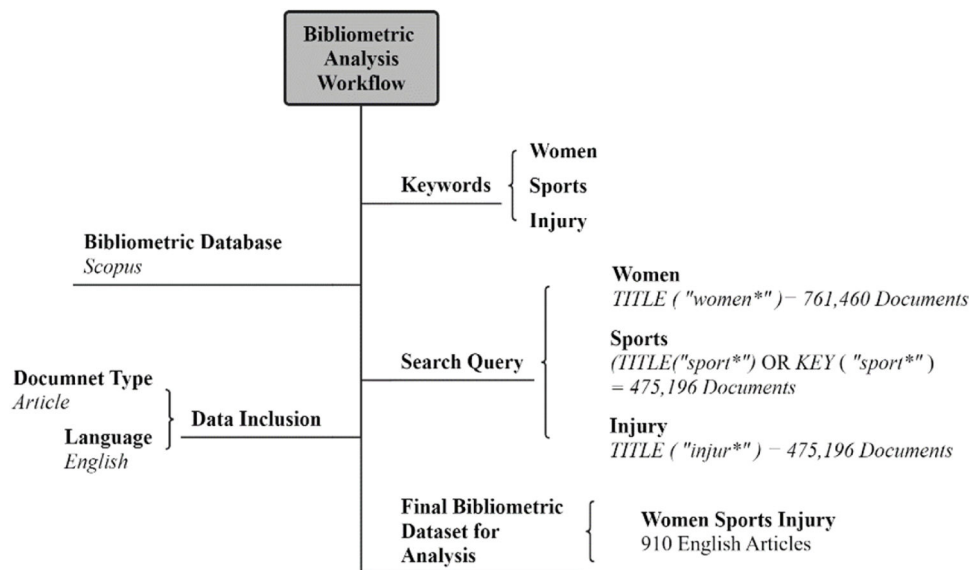 Bibliometric
Analysis
Workflow
Keywords
Women
Sports
Injury
Bibliometric Database
Scopus
Search Query
Women
TITLE ( "women*" ) – 761,460 Documents
Sports
(TITLE("sport*") OR KEY ( "sport*" )
= 475,196 Documents
Injury
TITLE ( "injur*" ) – 475,196 Documents
Documnet Type
Article
Language
English
Data Inclusion
Final Bibliometric
Dataset for
Analysis
Women Sports Injury
910 English Articles